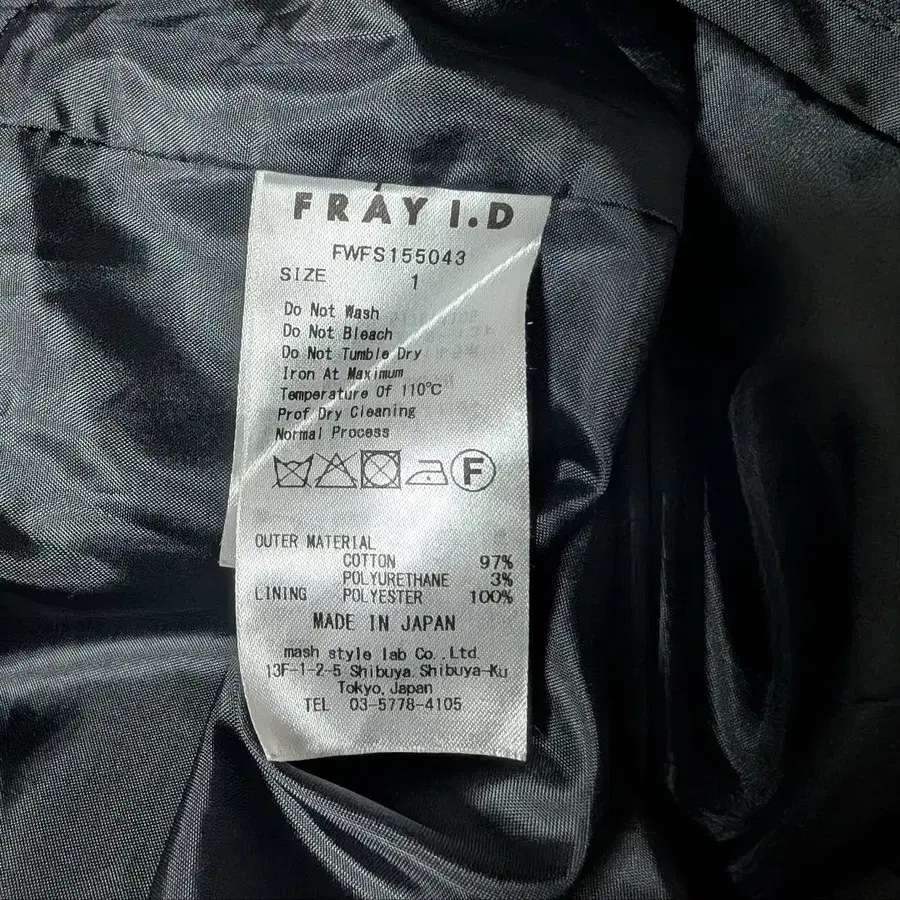 FRAY I.D
FWFS155043
SIZE 1
Do Not Wash
Do Not Bleach
Do Not Tumble Dry
Iron At Maximum
Temperature Of 110℃
Prof Dry Cleaning
Normal Process
F
OUTER MATERIAL
COTTON 97%
POLYURETHANE 3%
LINING POLYESTER 100%
MADE IN JAPAN
mash style lab Co.,Ltd
13F-1-2-5 Shibuya,Shibuya-Ku
Tokyo,Japan
TEL 03-5778-4105